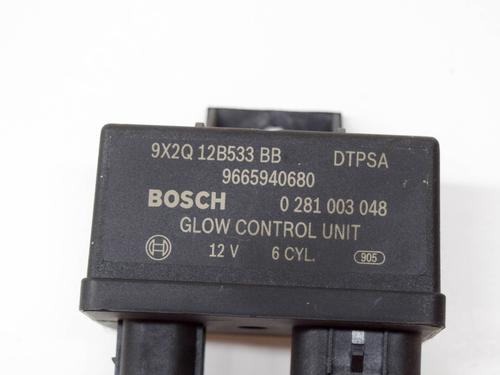 9X2Q 12B533 BB DTPSA
9665940680
BOSCH 0 281 003 048
GLOW CONTROL UNIT
12 V 6 CYL. 905